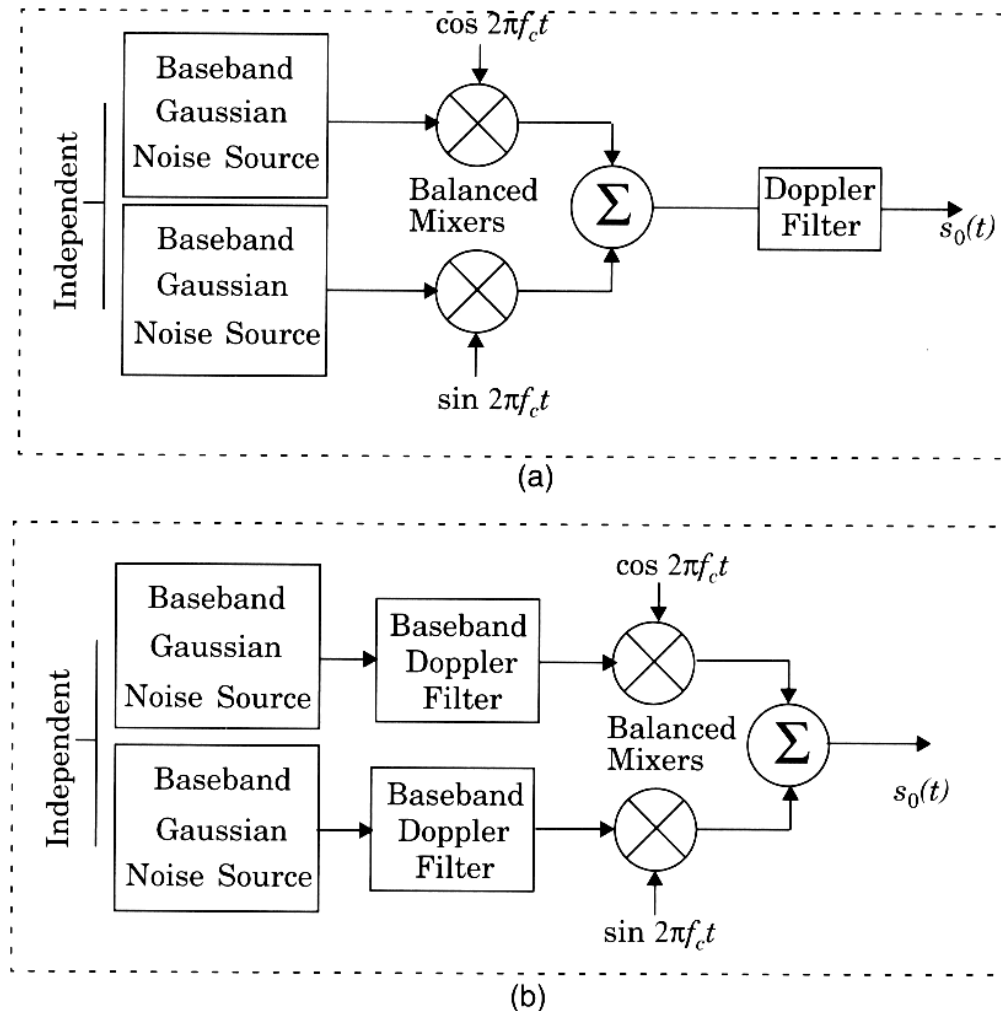 cos 2πf_ct
Baseband
Gaussian
Noise Source
Independent
Balanced
Mixers
Σ
Doppler
Filter
s_0(t)
Baseband
Gaussian
Noise Source
sin 2πf_ct
(a)
cos 2πf_ct
Baseband
Gaussian
Noise Source
Baseband
Doppler
Filter
Independent
Balanced
Mixers
Σ
s_0(t)
Baseband
Gaussian
Noise Source
Baseband
Doppler
Filter
sin 2πf_ct
(b)